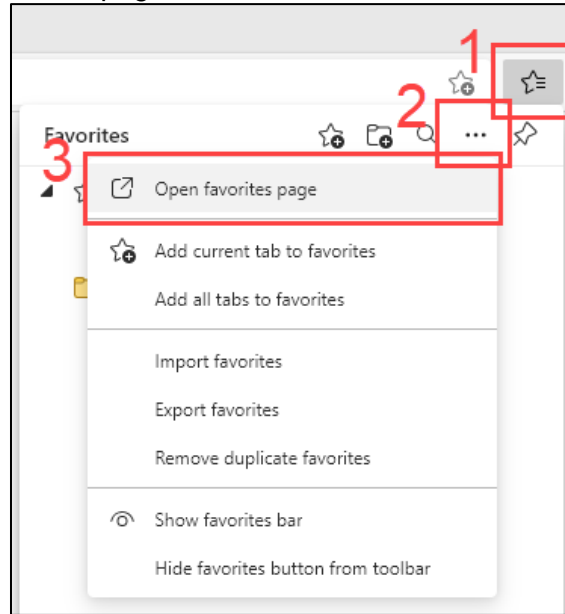 1
2
Favorites
3
Open favorites page
Add current tab to favorites
Add all tabs to favorites
Import favorites
Export favorites
Remove duplicate favorites
Show favorites bar
Hide favorites button from toolbar